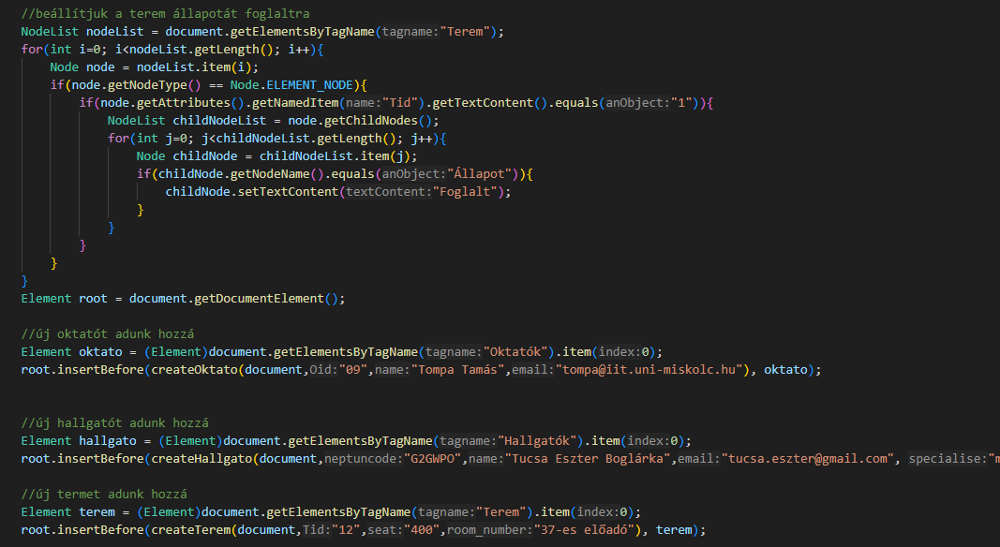 //beállítjuk a terem állapotát foglaltra
NodeList nodeList = document.getElementsByTagName(tagname:"Terem");
for(int i=0; i<nodeList.getLength(); i++){
Node node = nodeList.item(i);
if(node.getNodeType() == Node.ELEMENT_NODE){
if(node.getAttributes().getNamedItem(name:"Tid").getTextContent().equals(anObject:"1")){
NodeList childNodeList = node.getChildNodes();
for(int j=0; j<childNodeList.getLength(); j++){
Node childNode = childNodeList.item(j);
if(childNode.getNodeName().equals(anObject:"Állapot")){
childNode.setTextContent(textContent:"Foglalt");
}
}
}
}
}
Element root = document.getDocumentElement();
//új oktatót adunk hozzá
Element oktato = (Element)document.getElementsByTagName(tagname:"Oktatók").item(index:0);
root.insertBefore(createOktato(document,Oid:"09",name:"Tompa Tamás",email:"tompa@iit.uni-miskolc.hu"), oktato);
//új hallgatót adunk hozzá
Element hallgato = (Element)document.getElementsByTagName(tagname:"Hallgatók").item(index:0);
root.insertBefore(createHallgato(document,neptuncode:"G2GWPO",name:"Tucsa Eszter Boglárka",email:"tucsa.eszter@gmail.com", specialise:"m
//új termet adunk hozzá
Element terem = (Element)document.getElementsByTagName(tagname:"Terem").item(index:0);
root.insertBefore(createTerem(document,Tid:"12",seat:"400",room_number:"37-es előadó"), terem);